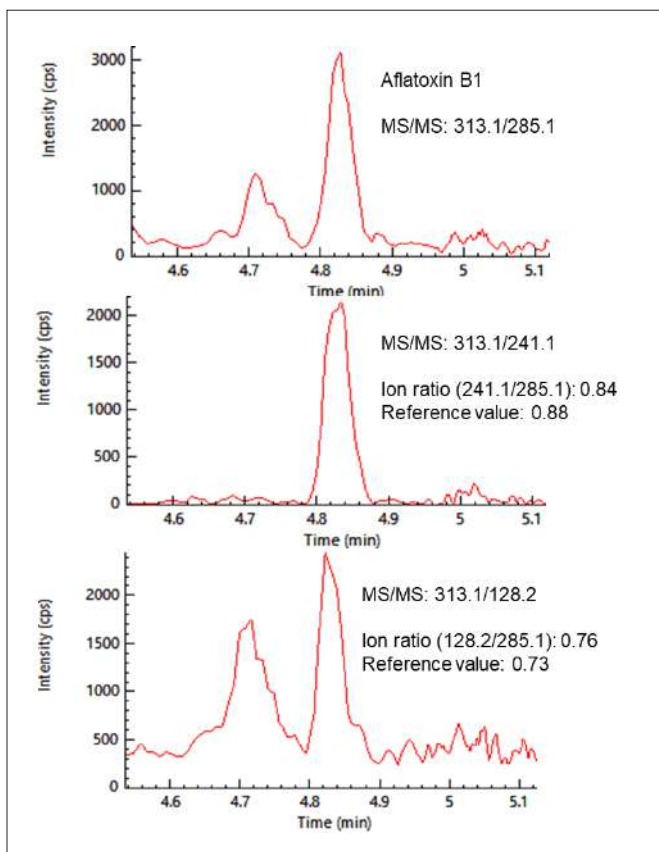 Intensity (cps)
3000
2000
1000
0
Aflatoxin B1
MS/MS: 313.1/285.1
4.6 4.7 4.8 4.9 5 5.1
Time (min)
Intensity (cps)
2000
1500
1000
500
0
MS/MS: 313.1/241.1
Ion ratio (241.1/285.1): 0.84
Reference value: 0.88
4.6 4.7 4.8 4.9 5 5.1
Time (min)
Intensity (cps)
2000
1500
1000
500
0
MS/MS: 313.1/128.2
Ion ratio (128.2/285.1): 0.76
Reference value: 0.73
4.6 4.7 4.8 4.9 5 5.1
Time (min)